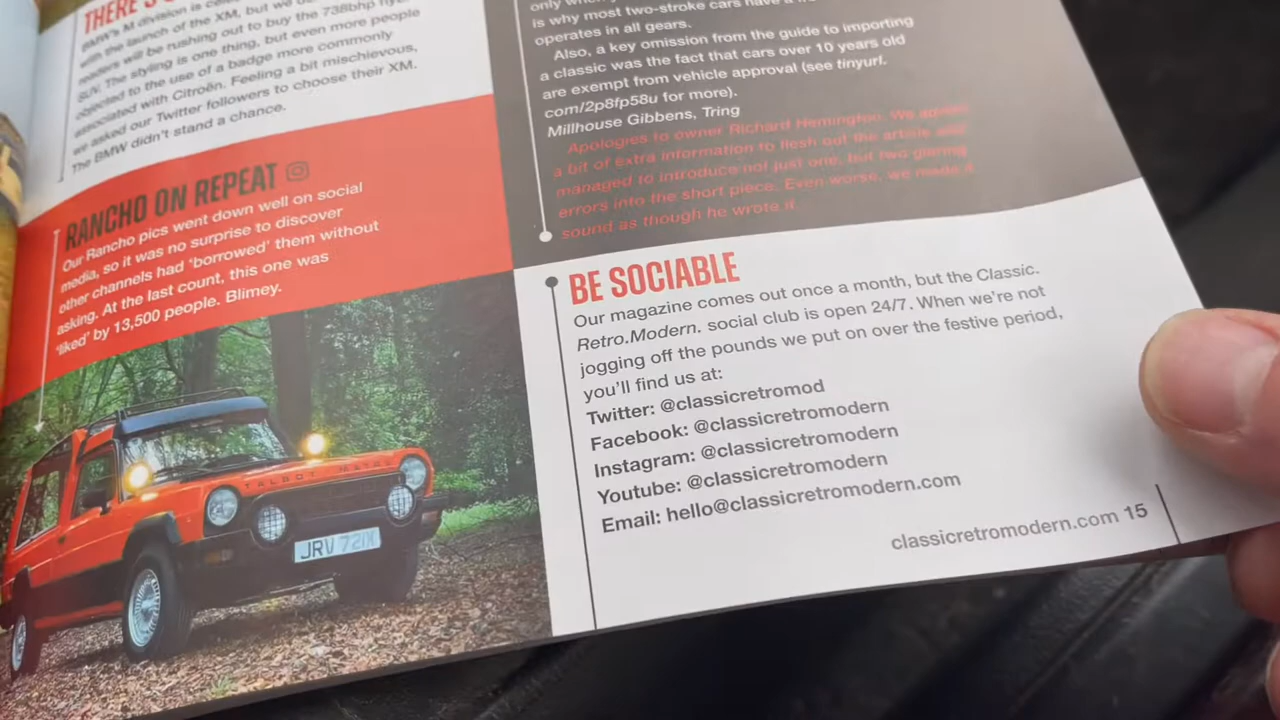 THERE'S
BMW's M division is
with the launch of the XM, but we
readers will be rushing out to buy the 738bhp
SUV. The styling is one thing, but even more people
objected to the use of a badge more commonly
associated with Citroën. Feeling a bit mischievous,
we asked our Twitter followers to choose their XM.
The BMW didn't stand a chance.
RANCHO ON REPEAT
Our Rancho pics went down well on social
media, so it was no surprise to discover
other channels had 'borrowed' them without
asking. At the last count, this one was
'liked' by 13,500 people. Blimey.
TALBOT - MATRA
JRV 721X
only when
is why most two-stroke cars have a
operates in all gears.
Also, a key omission from the guide to importing
a classic was the fact that cars over 10 years old
are exempt from vehicle approval (see tinyurl.
com/2p8fp58u for more).
Millhouse Gibbens, Tring
Apologies to owner Richard Hemington. We added
a bit of extra information to flesh out the article and
managed to introduce not just one, but two glaring
errors into the short piece. Even worse, we made it
sound as though he wrote it.
BE SOCIABLE
Our magazine comes out once a month, but the Classic.
Retro.Modern. social club is open 24/7. When we're not
jogging off the pounds we put on over the festive period,
you'll find us at:
Twitter: @classicretromod
Facebook: @classicretromodern
Instagram: @classicretromodern
Youtube: @classicretromodern
Email: hello@classicretromodern.com
classicretromodern.com 15